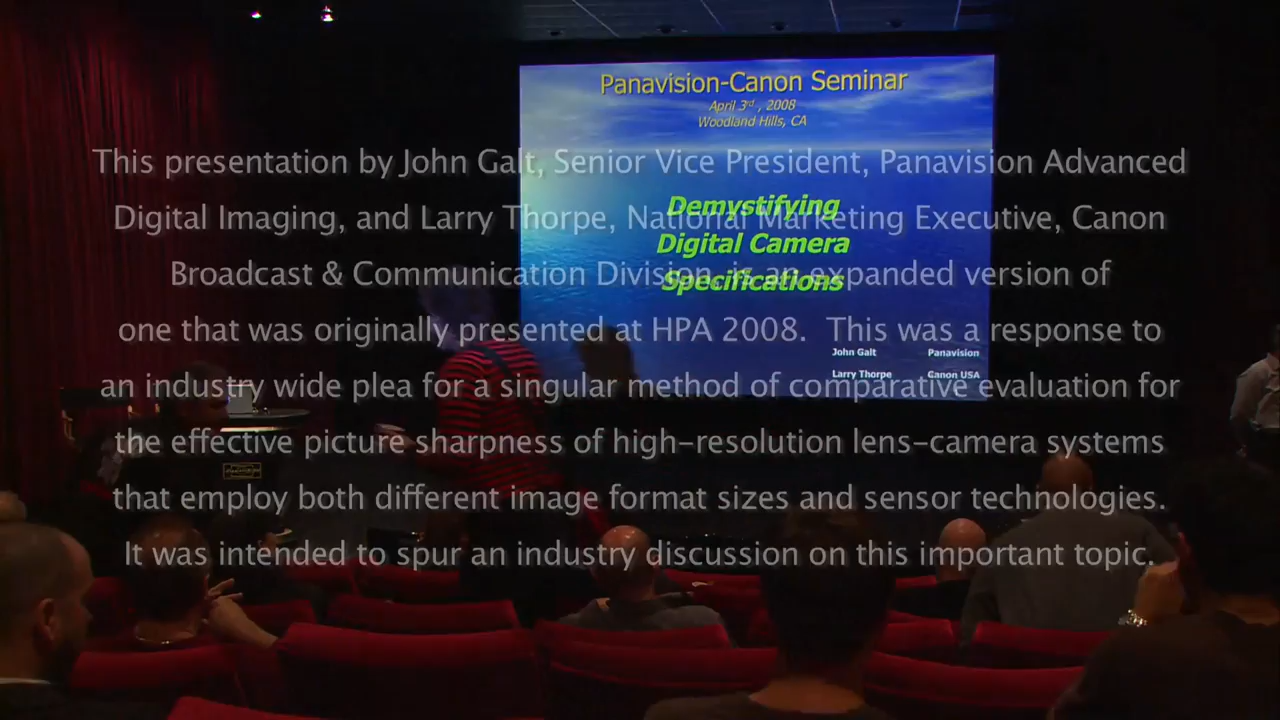 Panavision-Canon Seminar
April 3rd , 2008
Woodland Hills, CA
Demystifying
Digital Camera
Specifications
John Galt Panavision
Larry Thorpe Canon USA
This presentation by John Galt, Senior Vice President, Panavision Advanced
Digital Imaging, and Larry Thorpe, National Marketing Executive, Canon
Broadcast & Communication Division, is an expanded version of
one that was originally presented at HPA 2008. This was a response to
an industry wide plea for a singular method of comparative evaluation for
the effective picture sharpness of high-resolution lens-camera systems
that employ both different image format sizes and sensor technologies.
It was intended to spur an industry discussion on this important topic.